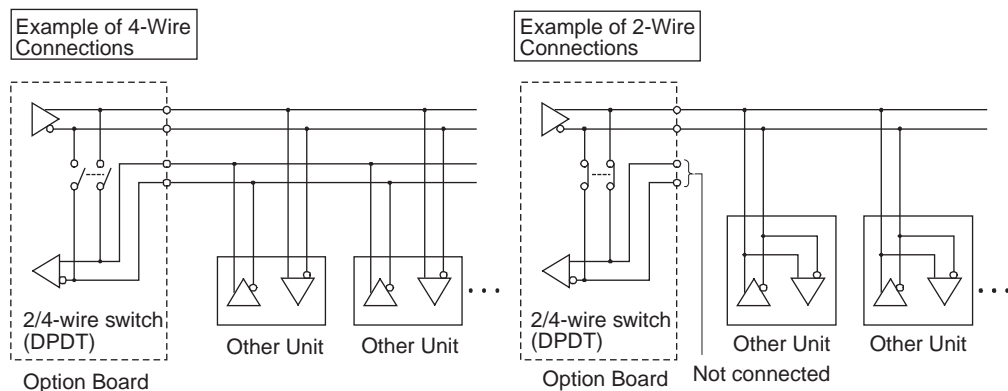 Example of 4-Wire
Connections
2/4-wire switch
(DPDT)
Option Board
Other Unit
Other Unit
Example of 2-Wire
Connections
2/4-wire switch
(DPDT)
Option Board
Not connected
Other Unit
Other Unit